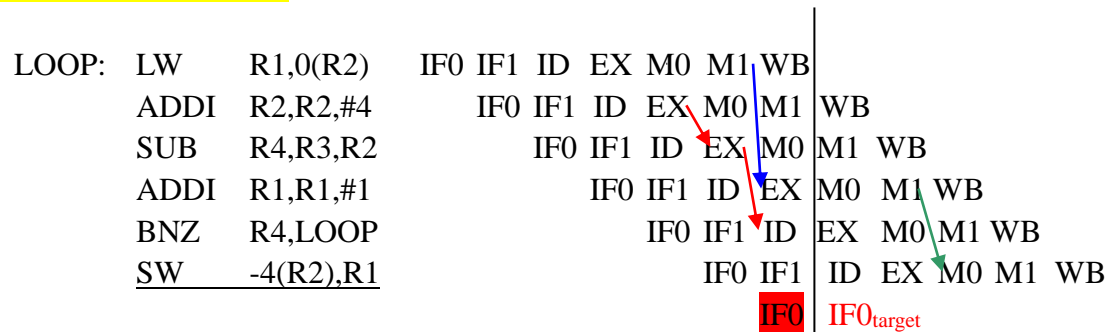 LOOP: LW R1,0(R2) IF0 IF1 ID EX M0 M1 WB
ADDI R2,R2,#4 IF0 IF1 ID EX M0 M1 WB
SUB R4,R3,R2 IF0 IF1 ID EX M0 M1 WB
ADDI R1,R1,#1 IF0 IF1 ID EX M0 M1 WB
BNZ R4,LOOP IF0 IF1 ID EX M0 M1 WB
SW -4(R2),R1 IF0 IF1 ID EX M0 M1 WB
IF0 IF0target